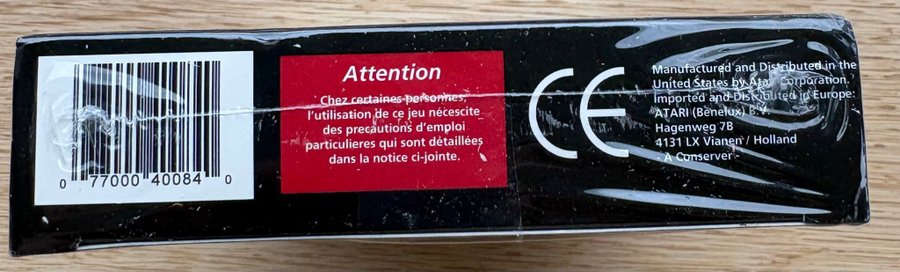 0 77000 40084 0
Attention
Chez certaines personnes,
l'utilisation de ce jeu nécesite
des precautions d'emploi
particulieres qui sont détaillées
dans la notice ci-jointe.
CE
Manufactured and Distributed in the
United States by Atari Corporation.
Imported and Distributed in Europe:
ATARI (Benelux) B.V.
Hagenweg 7B
4131 LX Vianen / Holland
- A Conserver -